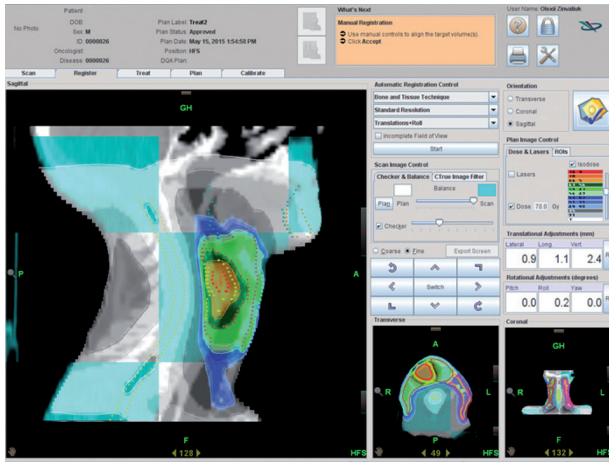 No Photo
Patient
DOB
Sex: M
ID: 0000026
Oncologist
Disease: 0000026
Plan Label: Treat2
Plan Status: Approved
Plan Date: May 15, 2015 1:54:58 PM
Position: HFS
DQA Plan:
What's Next
Manual Registration
Use manual controls to align the target volume(s).
Click Accept
User Name: Olexii Zinvaliuk
Scan
Register
Treat
Plan
Calibrate
Sagittal
GH
P
A
F
128
HFS
Automatic Registration Control
Bone and Tissue Technique
Standard Resolution
Translations+Roll
Incomplete Field of View
Start
Scan Image Control
Checker & Balance
CTrue Image Filter
Balance
Plan
Plan
Scan
Checker
Coarse
Fine
Export Screen
Switch
Orientation
Transverse
Coronal
Sagittal
Plan Image Control
Dose & Lasers
ROIs
Isodose
Lasers
Dose
70.0
Gy
Translational Adjustments (mm)
Lateral
Long
Vert
0.9
1.1
2.4
Rotational Adjustments (degrees)
Pitch
Roll
Yaw
0.0
0.2
0.0
Transverse
A
R
L
P
49
HFS
Coronal
GH
R
L
F
132
HFS